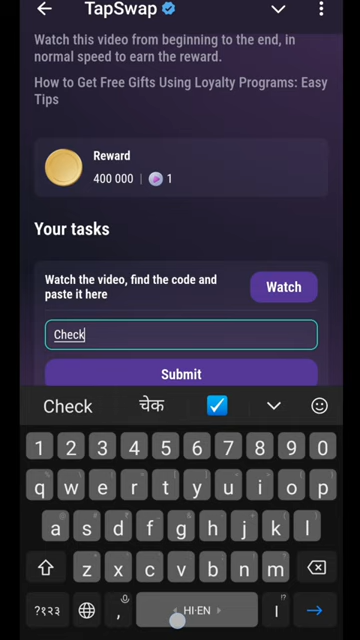 TapSwap
Watch this video from beginning to the end, in
normal speed to earn the reward.
How to Get Free Gifts Using Loyalty Programs: Easy
Tips
Reward
400 000 | 1
Your tasks
Watch the video, find the code and
paste it here
Watch
Check
Submit
Check चेक ☑️
1 2 3 4 5 6 7 8 9 0
q w e r t y u i o p
a s d f g h j k l
z x c v b n m
?१२३ , HI·EN ।